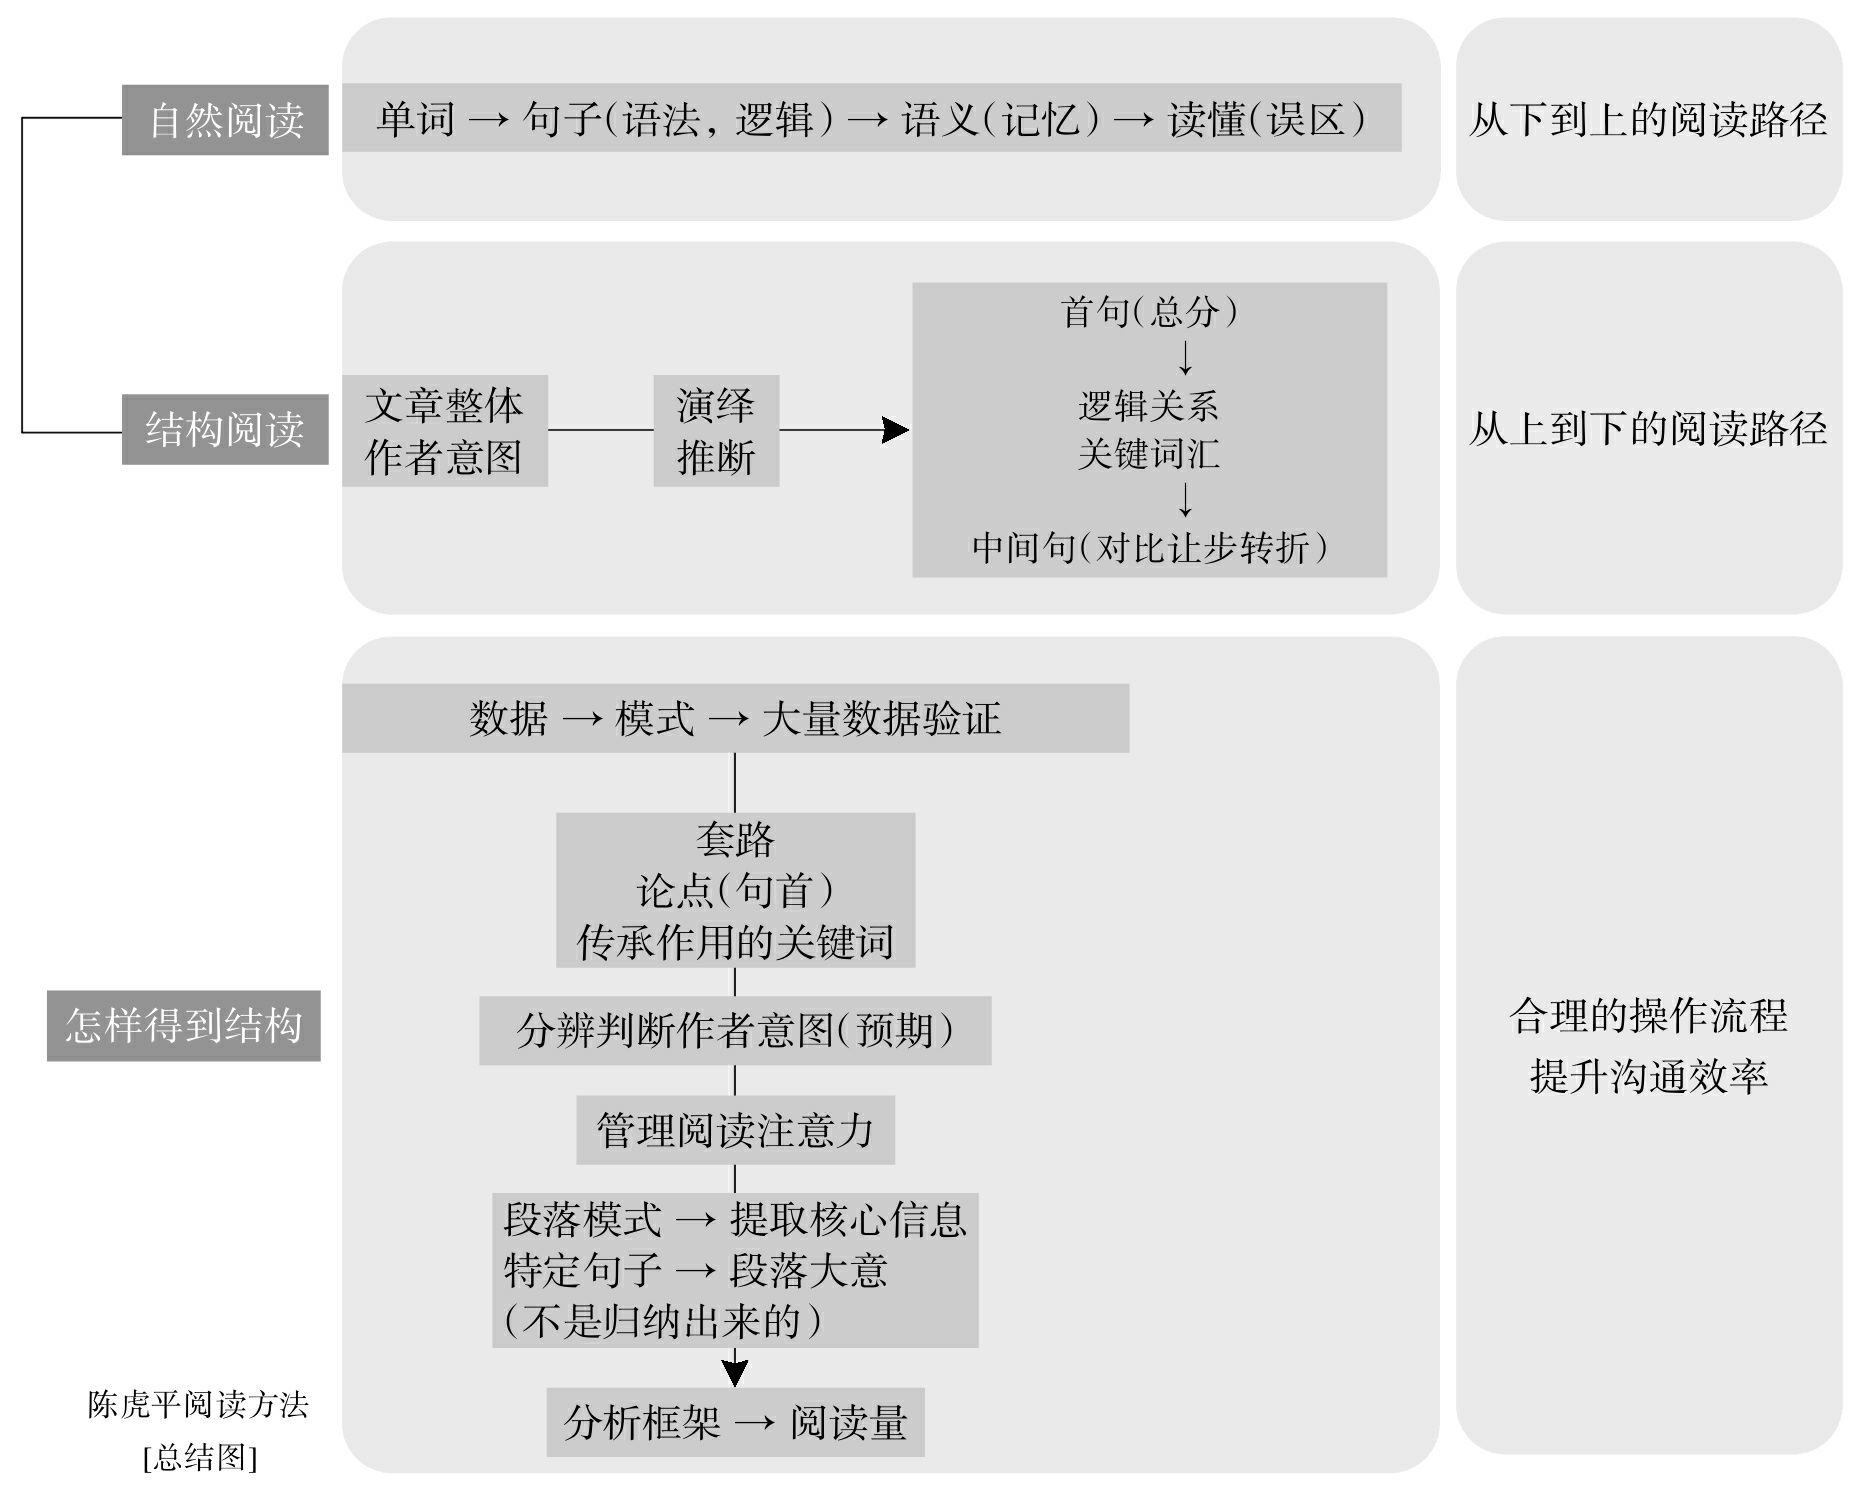 自然阅读
单词 → 句子(语法, 逻辑) → 语义(记忆) → 读懂(误区)
从下到上的阅读路径
结构阅读
文章整体
作者意图
演绎
推断
首句(总分)
↓
逻辑关系
关键词汇
↓
中间句(对比让步转折)
从上到下的阅读路径
怎样得到结构
数据 → 模式 → 大量数据验证
套路
论点(句首)
传承作用的关键词
分辨判断作者意图(预期)
管理阅读注意力
段落模式 → 提取核心信息
特定句子 → 段落大意
(不是归纳出来的)
分析框架 → 阅读量
合理的操作流程
提升沟通效率
陈虎平阅读方法
[总结图]